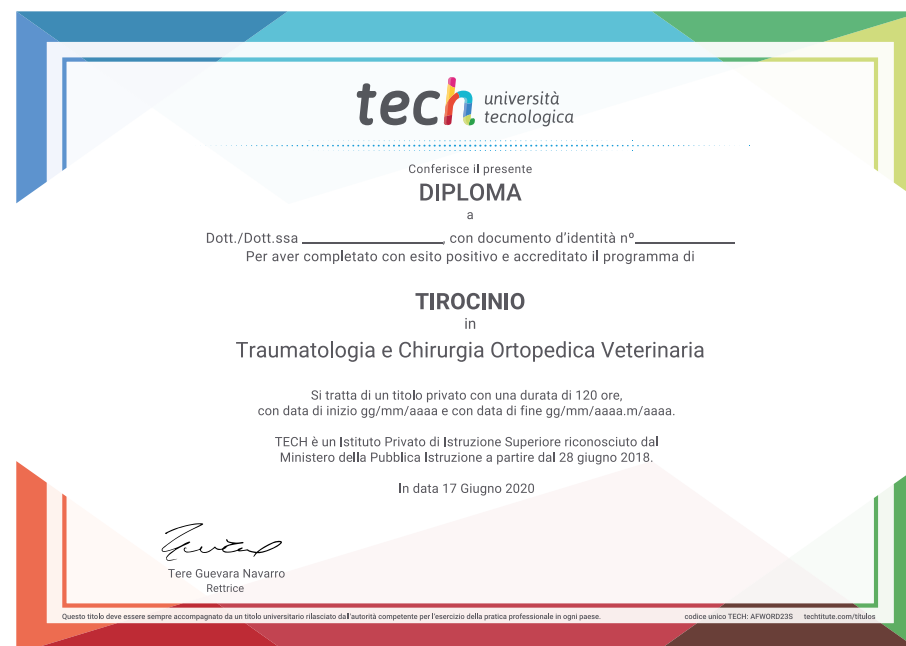 tech università
tecnologica
Conferisce il presente
DIPLOMA
a
Dott./Dott.ssa ____________________, con documento d'identità nº______________
Per aver completato con esito positivo e accreditato il programma di
TIROCINIO
in
Traumatologia e Chirurgia Ortopedica Veterinaria
Si tratta di un titolo privato con una durata di 120 ore,
con data di inizio gg/mm/aaaa e con data di fine gg/mm/aaaa.m/aaaa.
TECH è un Istituto Privato di Istruzione Superiore riconosciuto dal
Ministero della Pubblica Istruzione a partire dal 28 giugno 2018.
In data 17 Giugno 2020
Tere Guevara Navarro
Rettrice
Questo titolo deve essere sempre accompagnato da un titolo universitario rilasciato dall'autorità competente per l'esercizio della pratica professionale in ogni paese. codice unico TECH: AFWORD23S techtitute.com/titulos